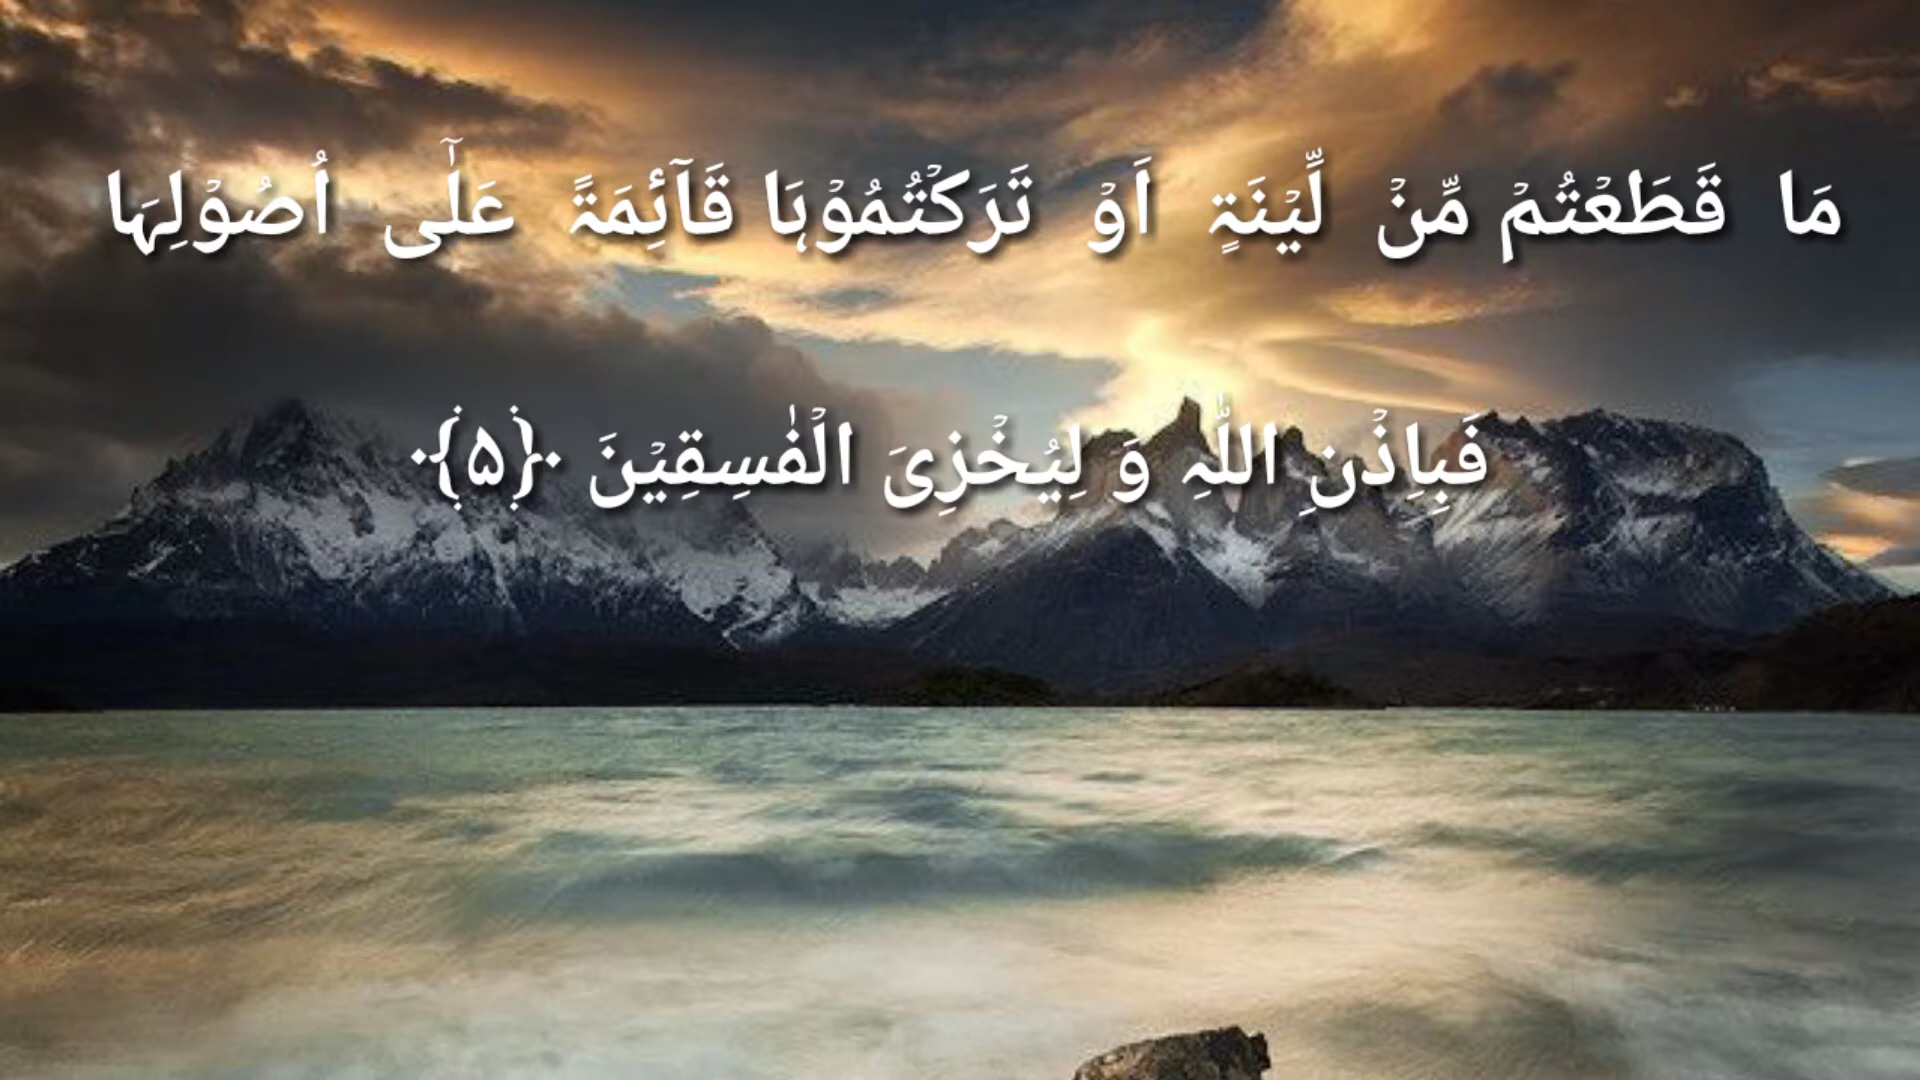 مَا قَطَعۡتُمۡ مِّنۡ لِّیۡنَۃٍ اَوۡ تَرَکۡتُمُوۡہَا قَآئِمَۃً عَلٰۤی اُصُوۡلِہَا
فَبِاِذۡنِ اللّٰہِ وَ لِیُخۡزِیَ الۡفٰسِقِیۡنَ ﴿۵﴾